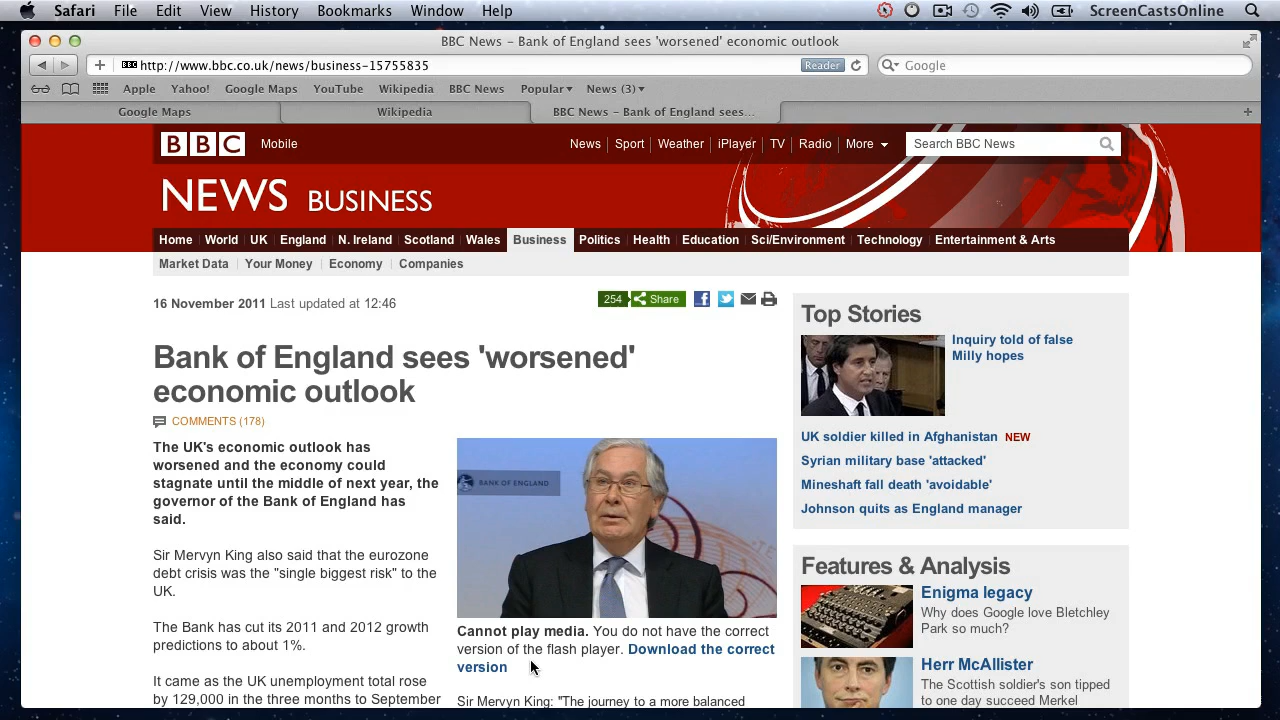 Safari File Edit View History Bookmarks Window Help ScreenCastsOnline
BBC News – Bank of England sees 'worsened' economic outlook
BBC http://www.bbc.co.uk/news/business-15755835 Reader Google
Apple Yahoo! Google Maps YouTube Wikipedia BBC News Popular News (3)
Google Maps Wikipedia BBC News – Bank of England sees...
BBC Mobile News Sport Weather iPlayer TV Radio More Search BBC News
NEWS BUSINESS
Home World UK England N. Ireland Scotland Wales Business Politics Health Education Sci/Environment Technology Entertainment & Arts
Market Data Your Money Economy Companies
16 November 2011 Last updated at 12:46
254 Share
Bank of England sees 'worsened'
economic outlook
COMMENTS (178)
The UK's economic outlook has
worsened and the economy could
stagnate until the middle of next year, the
governor of the Bank of England has
said.
Sir Mervyn King also said that the eurozone
debt crisis was the "single biggest risk" to the
UK.
The Bank has cut its 2011 and 2012 growth
predictions to about 1%.
It came as the UK unemployment total rose
by 129,000 in the three months to September
BANK OF ENGLAND
Cannot play media. You do not have the correct
version of the flash player. Download the correct
version
Sir Mervyn King: "The journey to a more balanced
Top Stories
Inquiry told of false
Milly hopes
UK soldier killed in Afghanistan NEW
Syrian military base 'attacked'
Mineshaft fall death 'avoidable'
Johnson quits as England manager
Features & Analysis
Enigma legacy
Why does Google love Bletchley
Park so much?
Herr McAllister
The Scottish soldier's son tipped
to one day succeed Merkel